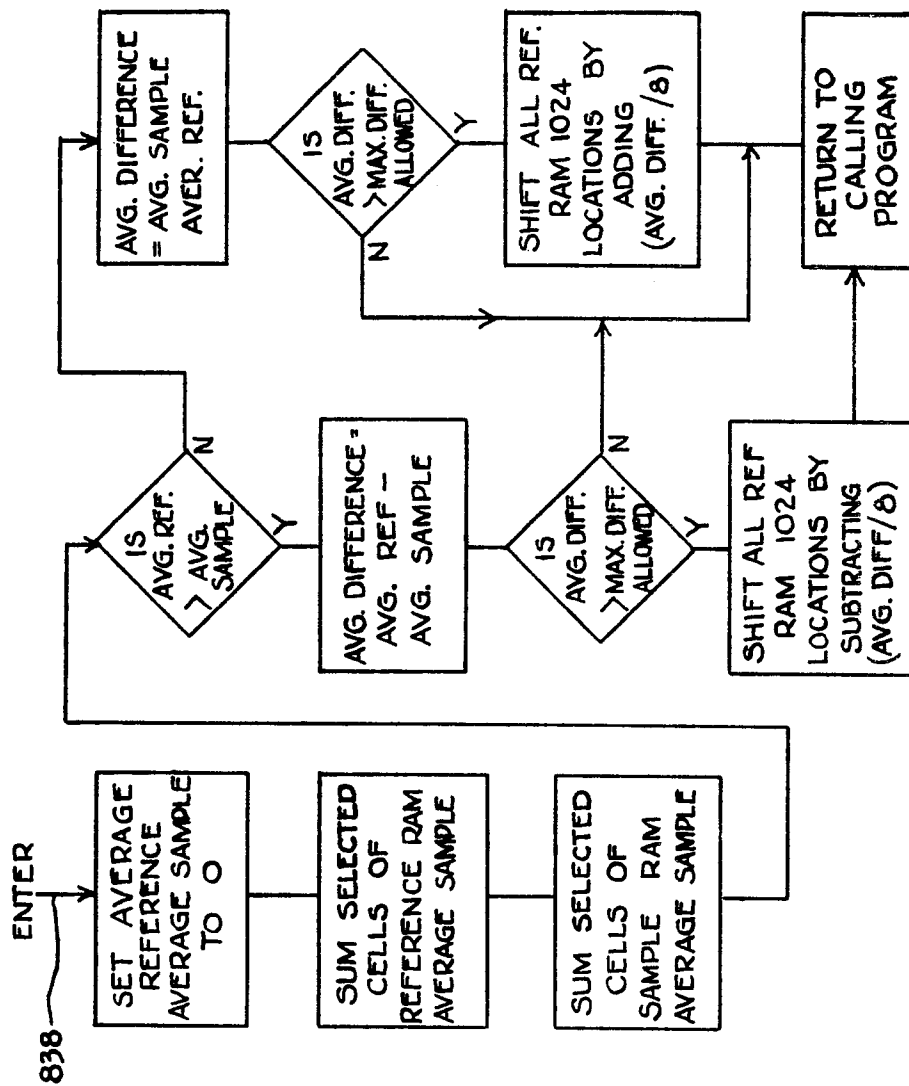 838
ENTER
SET AVERAGE
REFERENCE
AVERAGE SAMPLE
TO O
SUM SELECTED
CELLS OF
REFERENCE RAM
AVERAGE SAMPLE
SUM SELECTED
CELLS OF
SAMPLE RAM
AVERAGE SAMPLE
IS
AVG. REF.
> AVG.
SAMPLE
N
Y
AVG. DIFFERENCE=
AVG. REF –
AVG. SAMPLE
IS
AVG. DIFF.
>MAX. DIFF.
ALLOWED
N
Y
SHIFT ALL REF
RAM 1024
LOCATIONS BY
SUBTRACTING
(AVG. DIFF/8)
AVG. DIFFERENCE
= AVG. SAMPLE
AVER. REF.
IS
AVG. DIFF.
>MAX. DIFF.
ALLOWED
N
Y
SHIFT ALL REF.
RAM 1024
LOCATIONS BY
ADDING
(AVG. DIFF./8)
RETURN TO
CALLING
PROGRAM